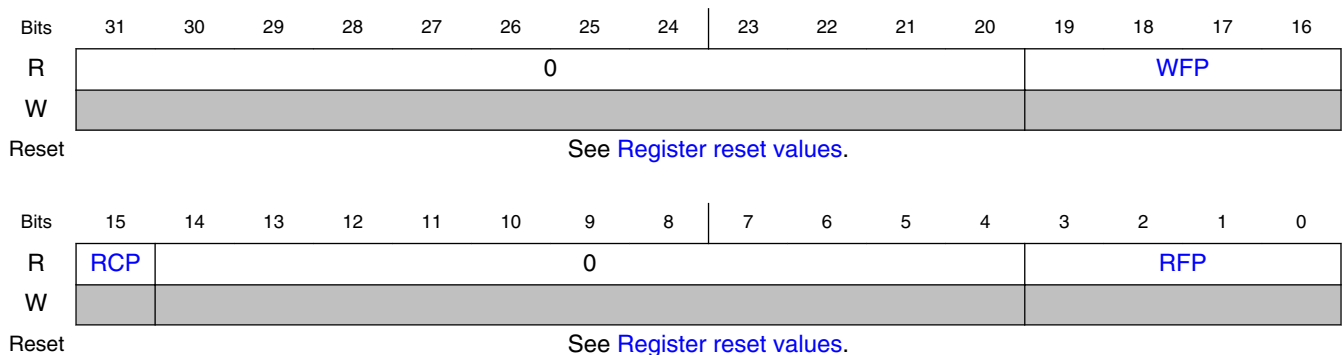 Bits 31 30 29 28 27 26 25 24 23 22 21 20 19 18 17 16
R 0 WFP
W
Reset See Register reset values.
Bits 15 14 13 12 11 10 9 8 7 6 5 4 3 2 1 0
R RCP 0 RFP
W
Reset See Register reset values.